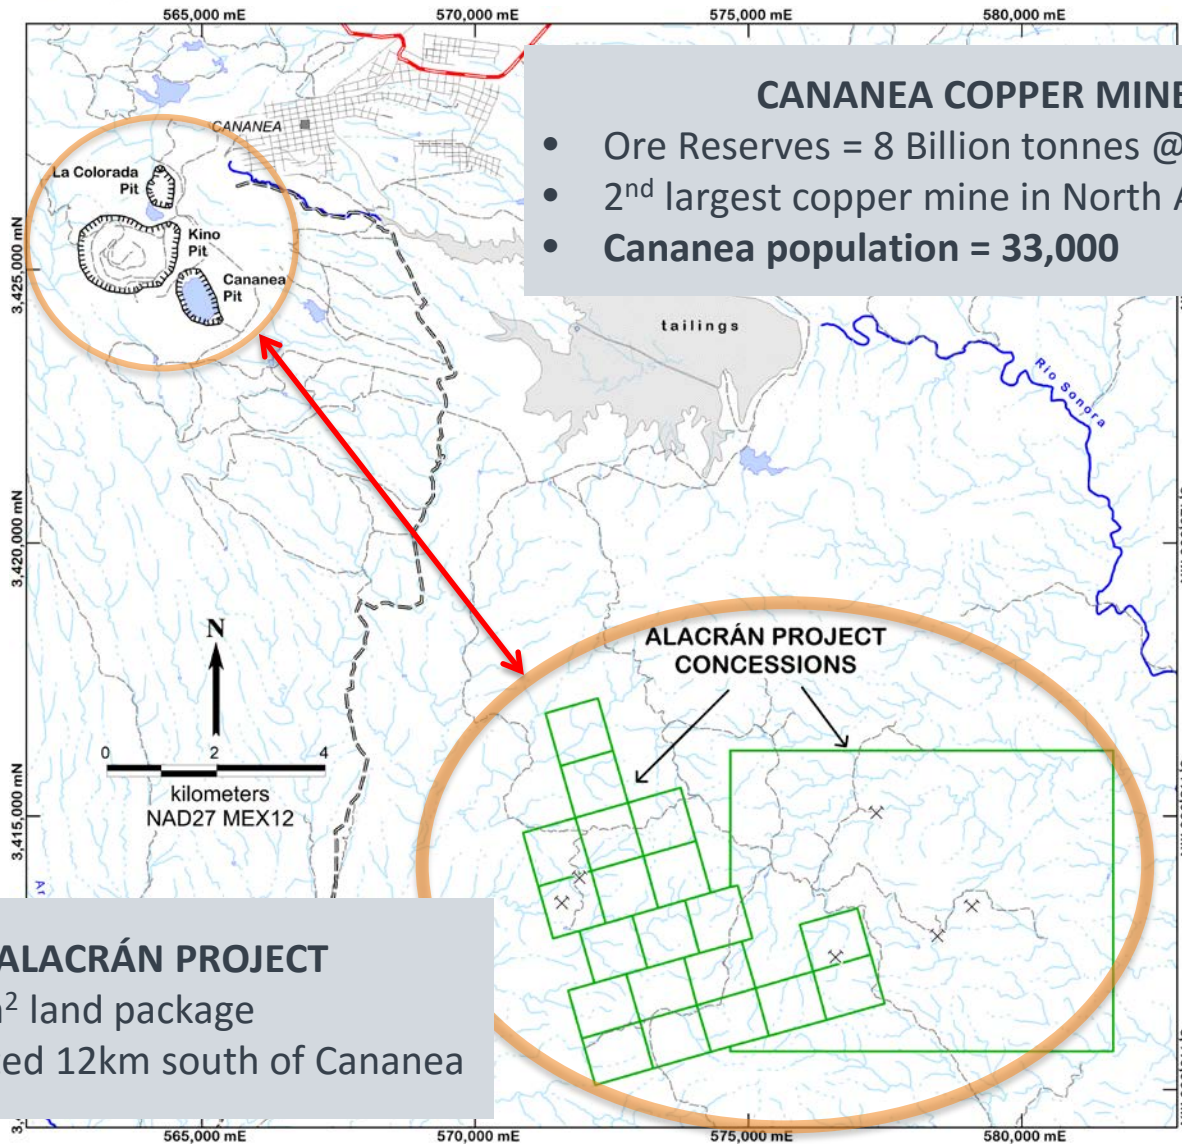 565,000 mE
570,000 mE
575,000 mE
580,000 mE
CANANEA COPPER MINE
• Ore Reserves = 8 Billion tonnes @
• 2nd largest copper mine in North
• Cananea population = 33,000
CANANEA
La Colorada
Pit
Kino
Pit
Cananea
Pit
3,425,000 mN
tailings
Rio Sonora
3,420,000 mN
N
0 2 4
kilometers
NAD27 MEX12
ALACRÁN PROJECT
CONCESSIONS
3,415,000 mN
ALACRÁN PROJECT
land package
12km south of Cananea
565,000 mE
570,000 mE
575,000 mE
580,000 mE